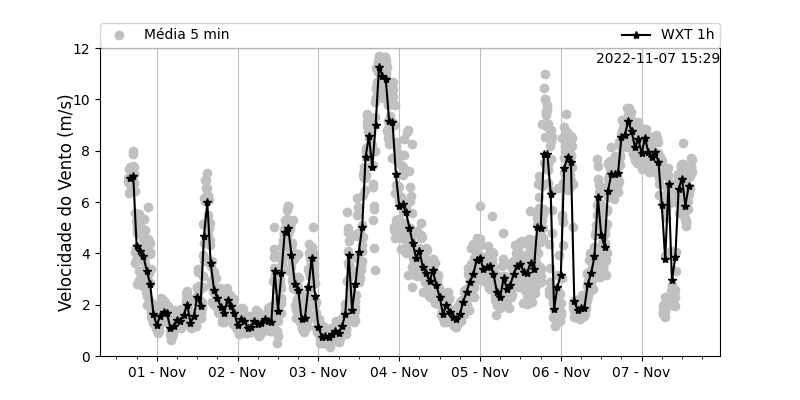 Média 5 min
WXT 1h
2022-11-07 15:29
Velocidade do Vento (m/s)
12
10
8
6
4
2
0
01 - Nov
02 - Nov
03 - Nov
04 - Nov
05 - Nov
06 - Nov
07 - Nov